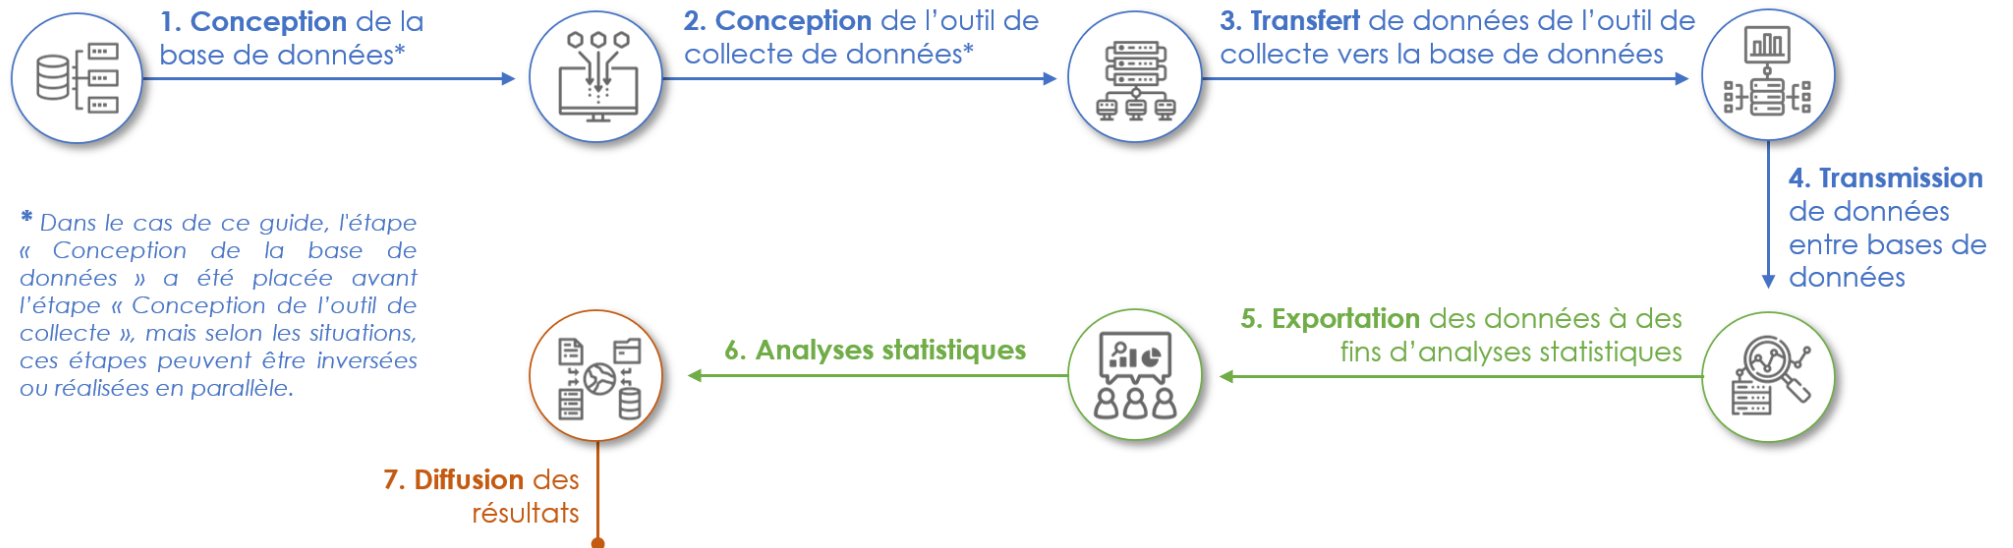 1. Conception de la
base de données*
2. Conception de l’outil de
collecte de données*
3. Transfert de données de l’outil de
collecte vers la base de données
4. Transmission
de données
entre bases de
données
* Dans le cas de ce guide, l'étape
« Conception de la base de
données » a été placée avant
l’étape « Conception de l’outil de
collecte », mais selon les situations,
ces étapes peuvent être inversées
ou réalisées en parallèle.
5. Exportation des données à des
fins d’analyses statistiques
6. Analyses statistiques
7. Diffusion des
résultats